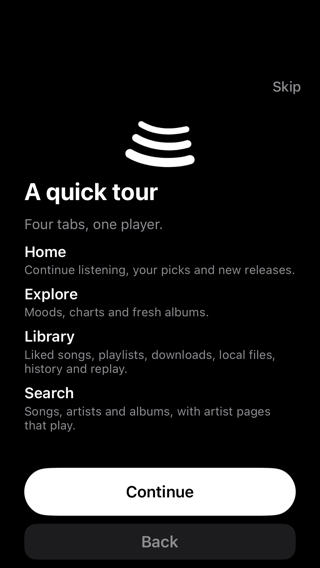 Skip
A quick tour
Four tabs, one player.
Home
Continue listening, your picks and new releases.
Explore
Moods, charts and fresh albums.
Library
Liked songs, playlists, downloads, local files,
history and replay.
Search
Songs, artists and albums, with artist pages
that play.
Continue
Back